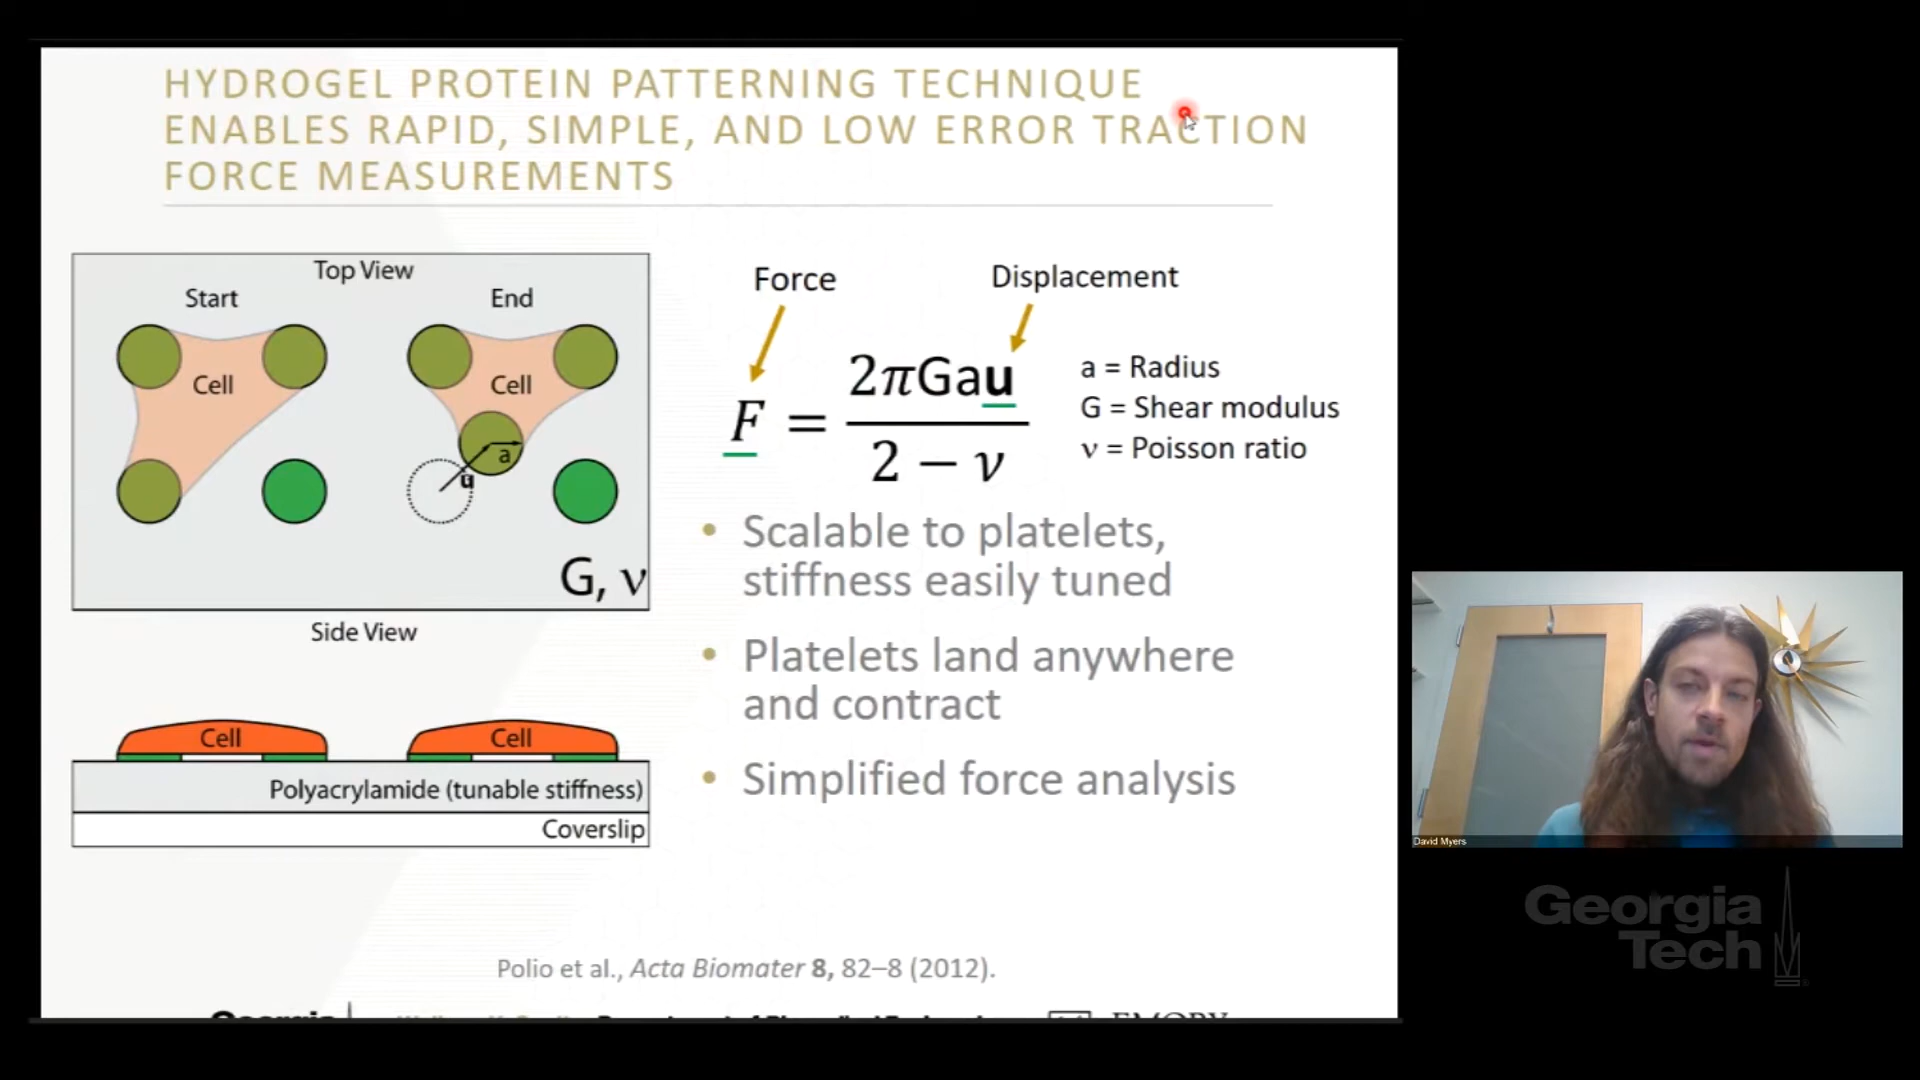 HYDROGEL PROTEIN PATTERNING TECHNIQUE
ENABLES RAPID, SIMPLE, AND LOW ERROR TRACTION
FORCE MEASUREMENTS
Top View
Start
End
Cell
Cell
a
u
G, ν
Side View
Cell
Cell
Polyacrylamide (tunable stiffness)
Coverslip
Force
Displacement
F = 2πGau / 2 − ν
a = Radius
G = Shear modulus
ν = Poisson ratio
• Scalable to platelets,
stiffness easily tuned
• Platelets land anywhere
and contract
• Simplified force analysis
Polio et al., Acta Biomater 8, 82–8 (2012).
Georgia
EMORY
David Myers
Georgia
Tech